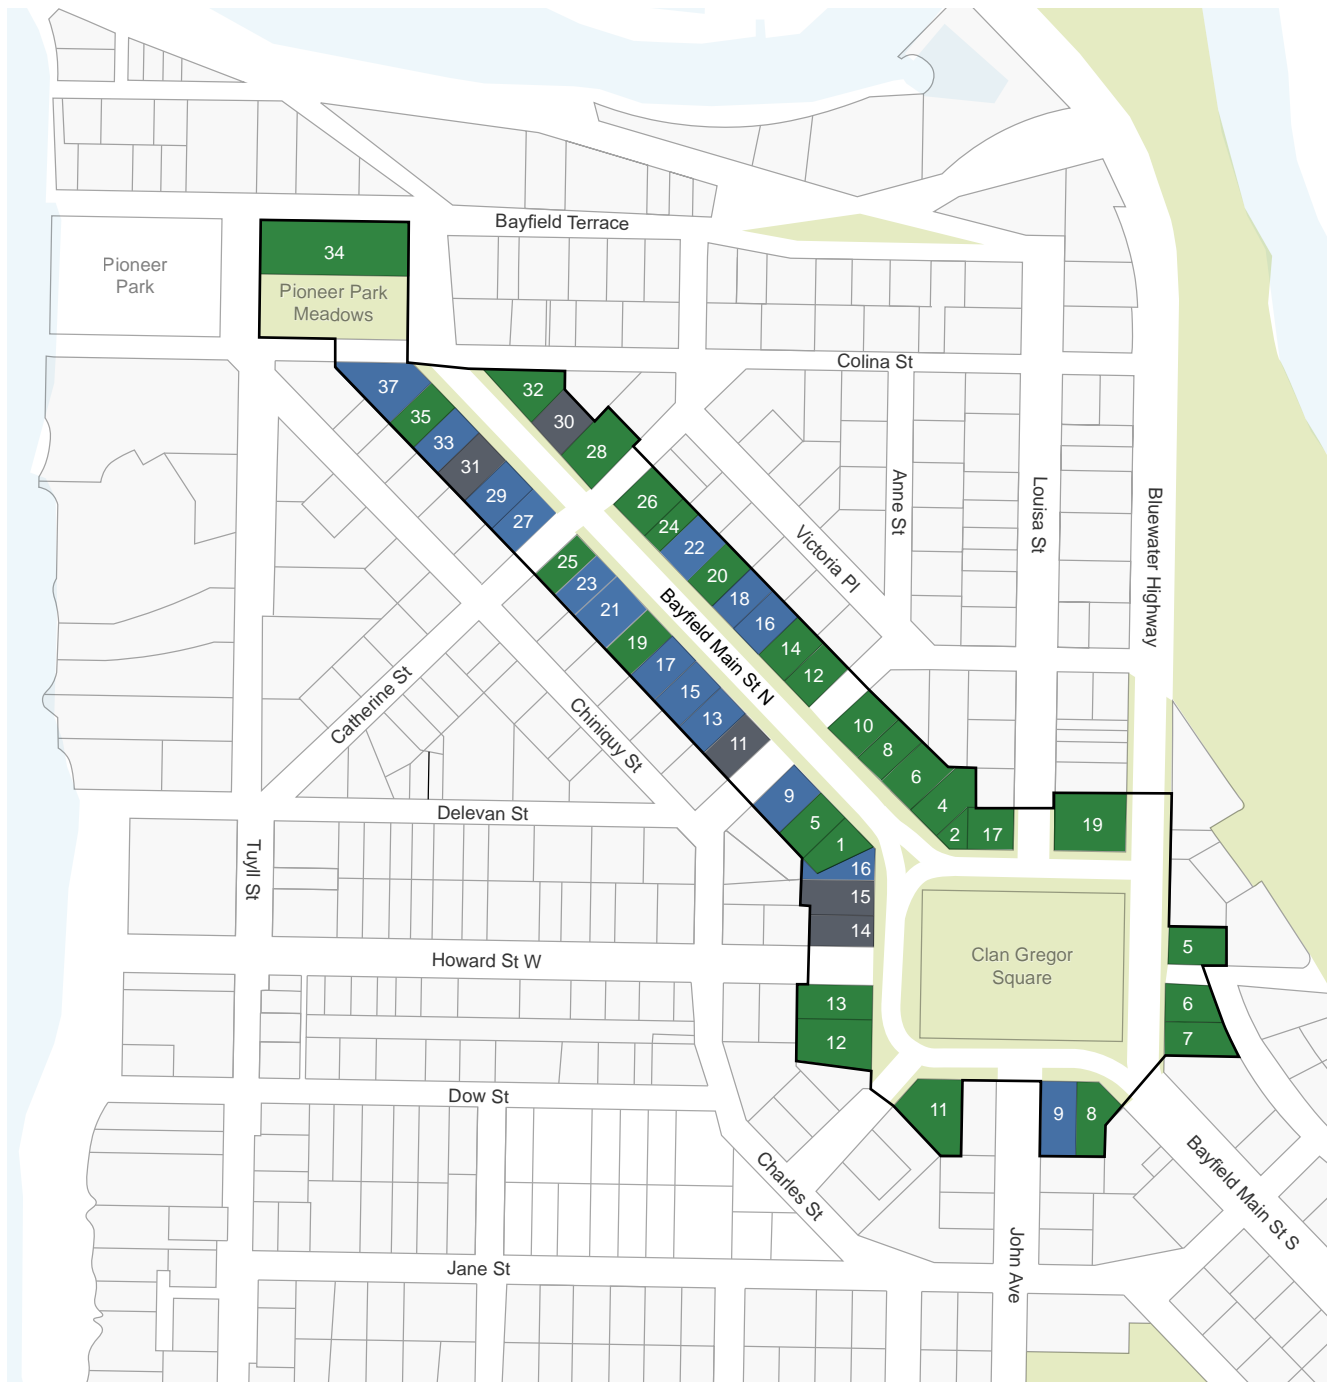 Bayfield Terrace
34
Pioneer
Park
Pioneer Park
Meadows
Colina St
37
32
35
30
33
28
31
29
26
27
24
22
25
20
23
18
21
16
19
14
17
12
15
13
10
11
8
6
9
4
5
2
17
19
1
16
15
14
Bayfield Main St N
Victoria Pl
Anne St
Louisa St
Bluewater Highway
Catherine St
Chiniquy St
Delevan St
Tuyll St
Howard St W
Clan Gregor
Square
5
13
6
12
7
Dow St
11
9
8
Charles St
Bayfield Main St S
John Ave
Jane St